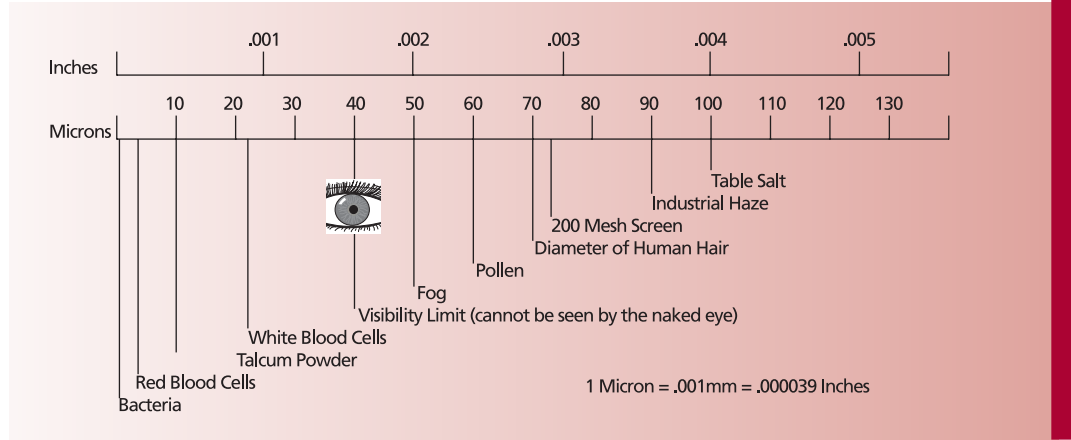 .001 .002 .003 .004 .005
Inches
10 20 30 40 50 60 70 80 90 100 110 120 130
Microns
Table Salt
Industrial Haze
200 Mesh Screen
Diameter of Human Hair
Pollen
Fog
Visibility Limit (cannot be seen by the naked eye)
White Blood Cells
Talcum Powder
Red Blood Cells
1 Micron = .001mm = .000039 Inches
Bacteria